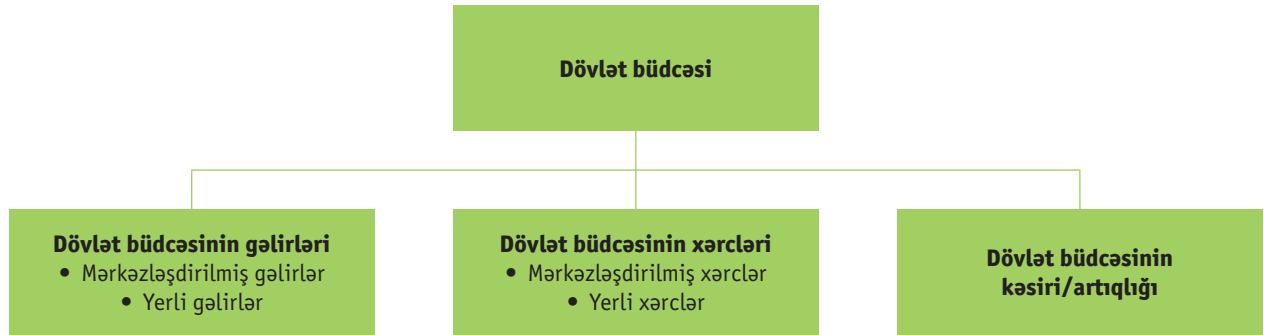 Dövlət büdcəsi
Dövlət büdcəsinin gəlirləri
• Mərkəzləşdirilmiş gəlirlər
• Yerli gəlirlər
Dövlət büdcəsinin xərcləri
• Mərkəzləşdirilmiş xərclər
• Yerli xərclər
Dövlət büdcəsinin
kəsiri/artıqlığı